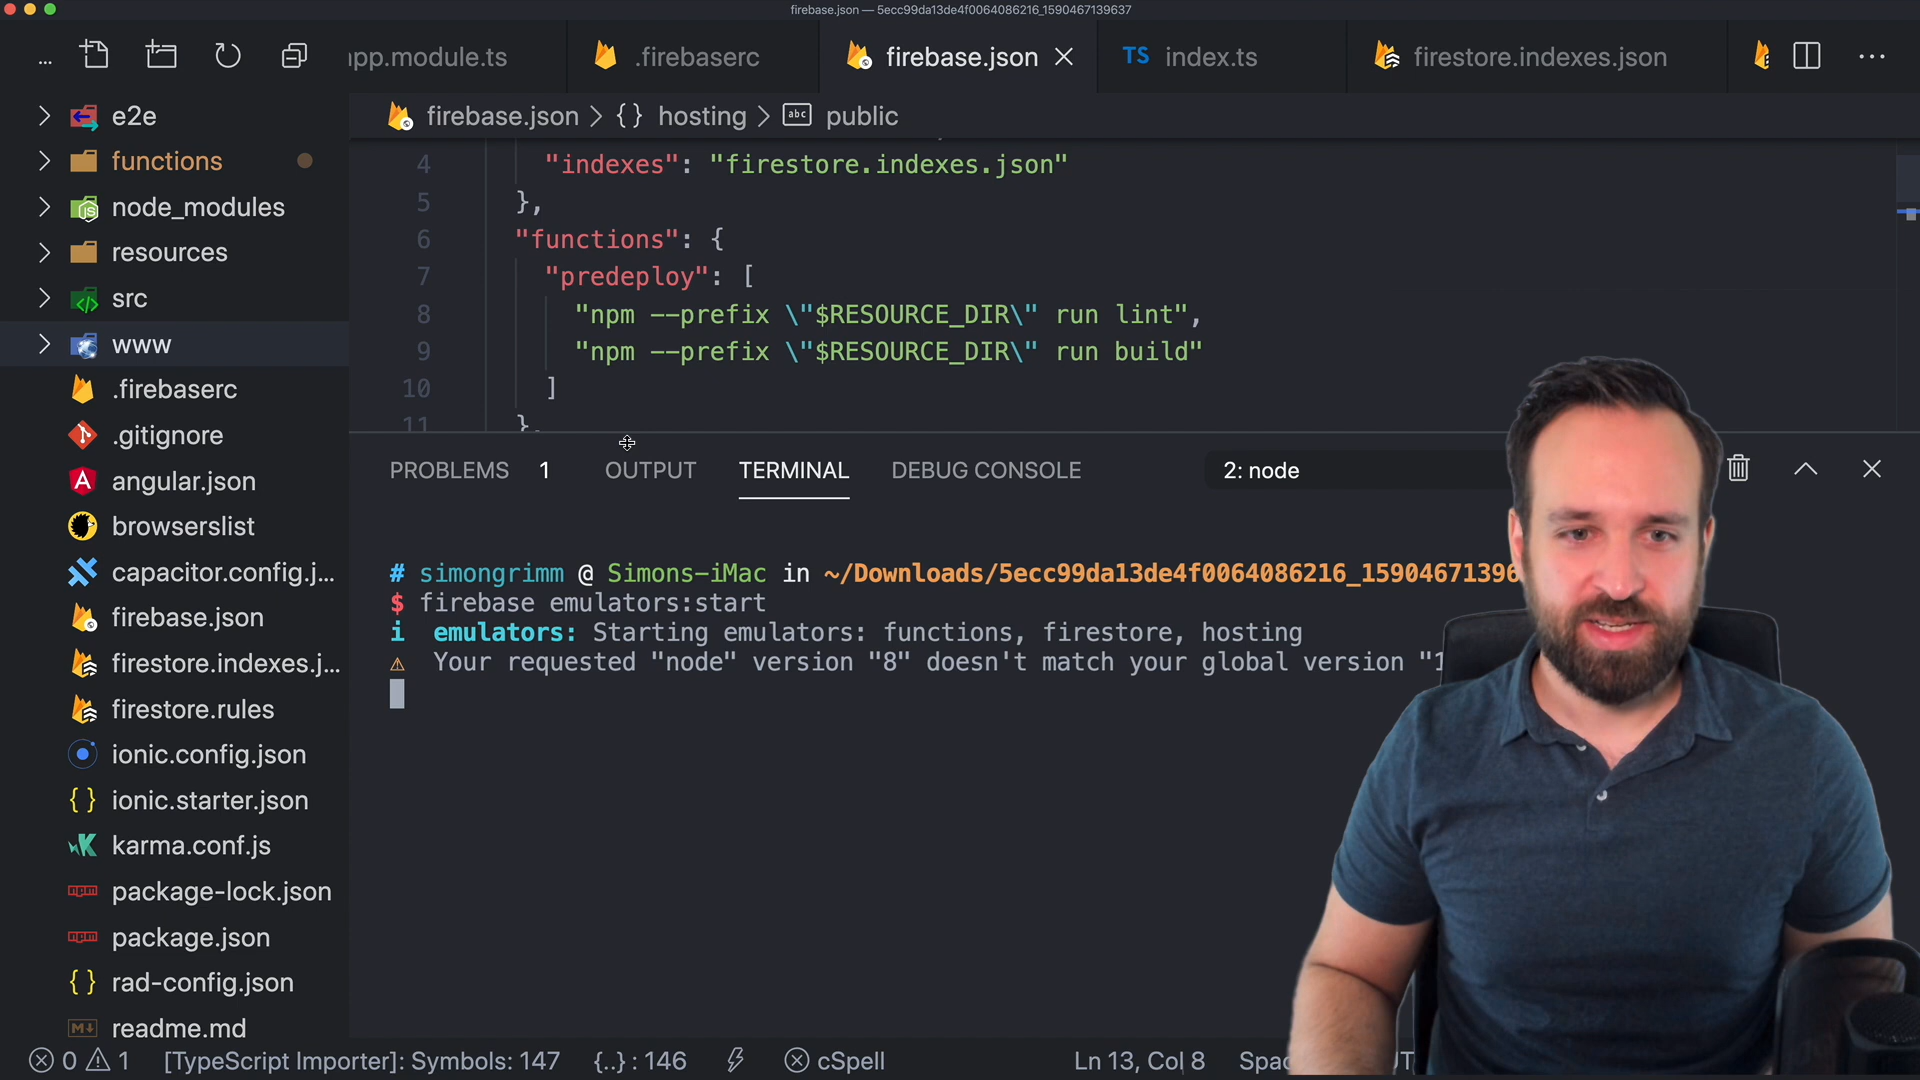 firebase.json — 5ecc99da13de4f0064086216_1590467139637
...
app.module.ts
.firebaserc
firebase.json
TS index.ts
firestore.indexes.json
...
firebase.json > {} hosting > abc public
e2e
functions
node_modules
resources
src
www
.firebaserc
.gitignore
angular.json
browserslist
capacitor.config.j...
firebase.json
firestore.indexes.j...
firestore.rules
ionic.config.json
ionic.starter.json
karma.conf.js
package-lock.json
package.json
rad-config.json
readme.md
4 "indexes": "firestore.indexes.json"
5 },
6 "functions": {
7 "predeploy": [
8 "npm --prefix \"$RESOURCE_DIR\" run lint",
9 "npm --prefix \"$RESOURCE_DIR\" run build"
10 ]
11 },
PROBLEMS 1 OUTPUT TERMINAL DEBUG CONSOLE 2: node
# simongrimm @ Simons-iMac in ~/Downloads/5ecc99da13de4f0064086216_15904671396
$ firebase emulators:start
i emulators: Starting emulators: functions, firestore, hosting
⚠ Your requested "node" version "8" doesn't match your global version "1
0 1 [TypeScript Importer]: Symbols: 147 {..} : 146 cSpell Ln 13, Col 8